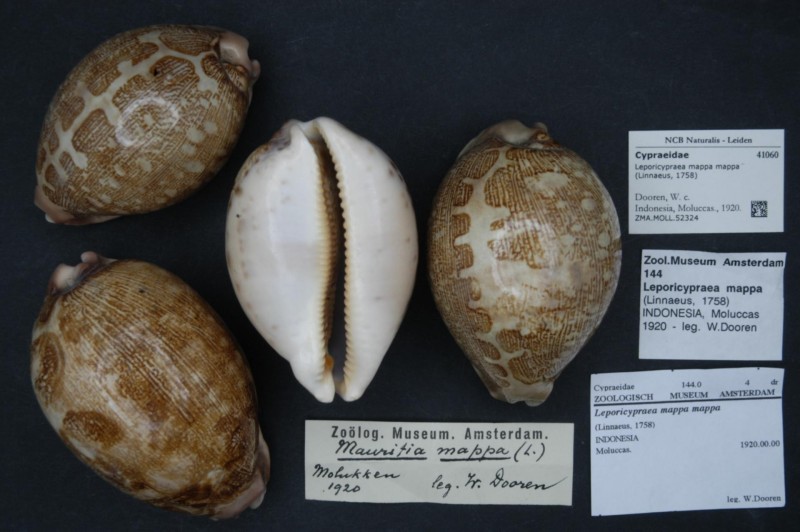 NCB Naturalis - Leiden
Cypraeidae 41060
Leporicypraea mappa mappa
(Linnaeus, 1758)
Dooren, W. c.
Indonesia, Moluccas., 1920.
ZMA.MOLL.52324
Zool.Museum Amsterdam
144
Leporicypraea mappa
(Linnaeus, 1758)
INDONESIA, Moluccas
1920 - leg. W.Dooren
Cypraeidae 144.0 4 dr
ZOOLOGISCH MUSEUM AMSTERDAM
Leporicypraea mappa mappa
(Linnaeus, 1758)
INDONESIA 1920.00.00
Moluccas.
leg. W.Dooren
Zoölog. Museum. Amsterdam.
Mauritia mappa (L.)
Molukken
1920 leg. W. Dooren